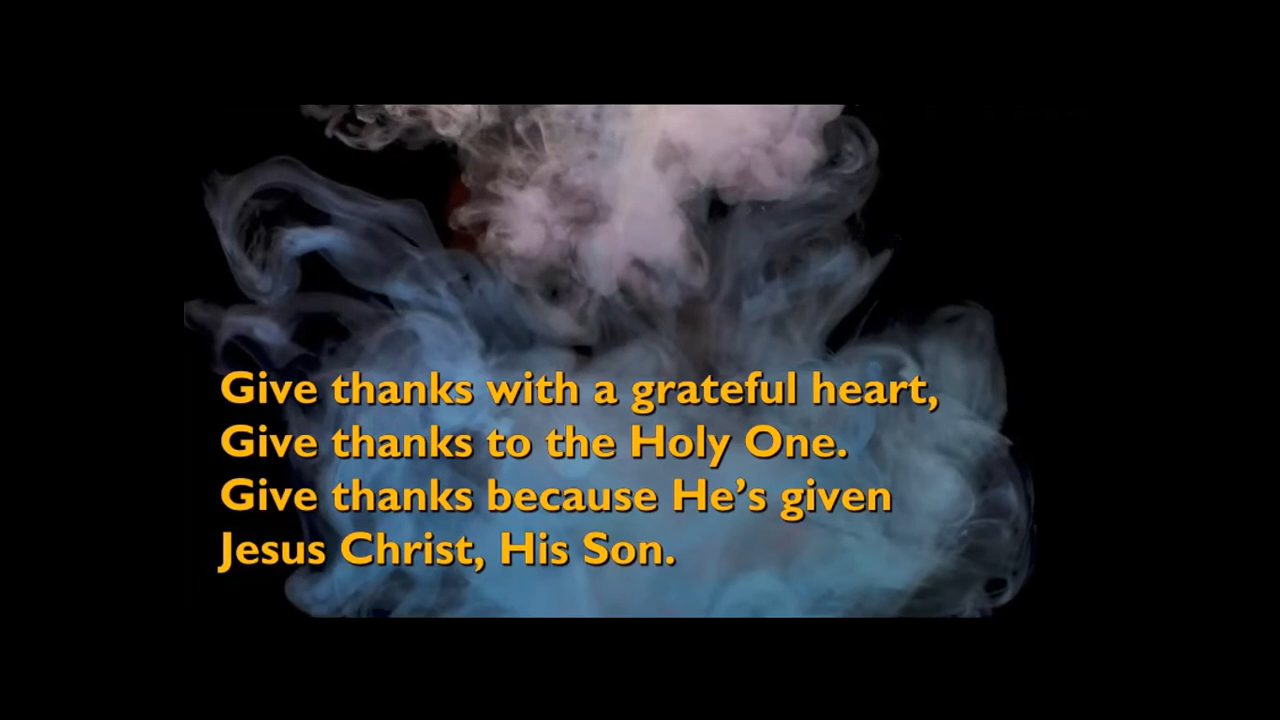 Give thanks with a grateful heart,
Give thanks to the Holy One.
Give thanks because He’s given
Jesus Christ, His Son.